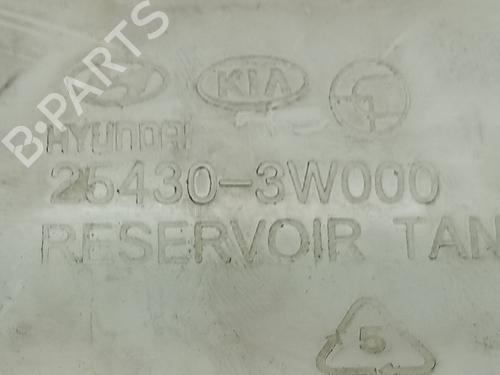 B-PARTS
KIA
HYUNDAI
25430-3W000
RESERVOIR TAN
5